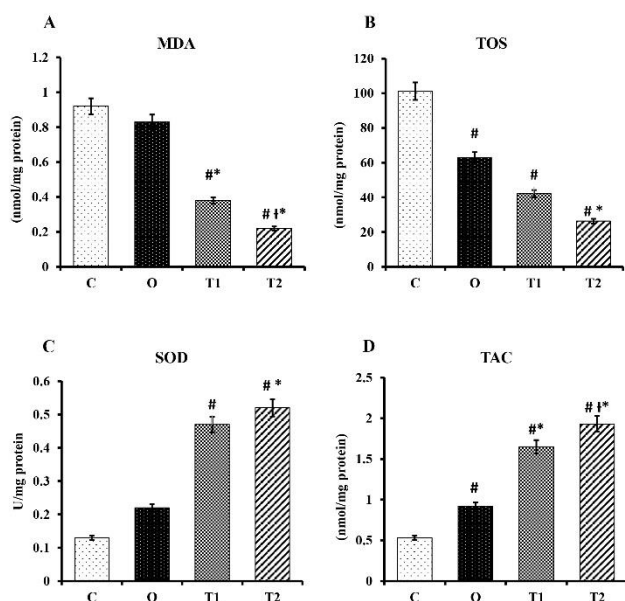 A
MDA
(nmol/mg protein)
1.2
1
0.8
0.6
0.4
0.2
0
#*
# ƚ*
C O T1 T2
B
TOS
(nmol/mg protein)
120
100
80
60
40
20
0
#
#
# *
C O T1 T2
C
SOD
U/mg protein
0.6
0.5
0.4
0.3
0.2
0.1
0
#
# *
C O T1 T2
D
TAC
(nmol/mg protein)
2.5
2
1.5
1
0.5
0
#
#*
# ƚ*
C O T1 T2